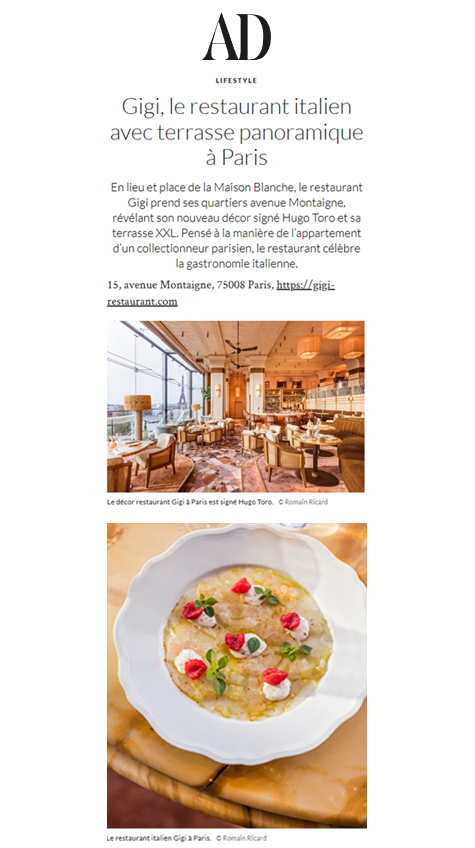 AD
LIFESTYLE
Gigi, le restaurant italien
avec terrasse panoramique
à Paris
En lieu et place de la Maison Blanche, le restaurant
Gigi prend ses quartiers avenue Montaigne,
révélant son nouveau décor signé Hugo Toro et sa
terrasse XXL. Pensé à la manière de l'appartement
d'un collectionneur parisien, le restaurant célèbre
la gastronomie italienne.
15, avenue Montaigne, 75008 Paris, https://gigi-
restaurant.com
Le décor restaurant Gigi à Paris est signé Hugo Toro. © Romain Ricard
Le restaurant italien Gigi à Paris. © Romain Ricard